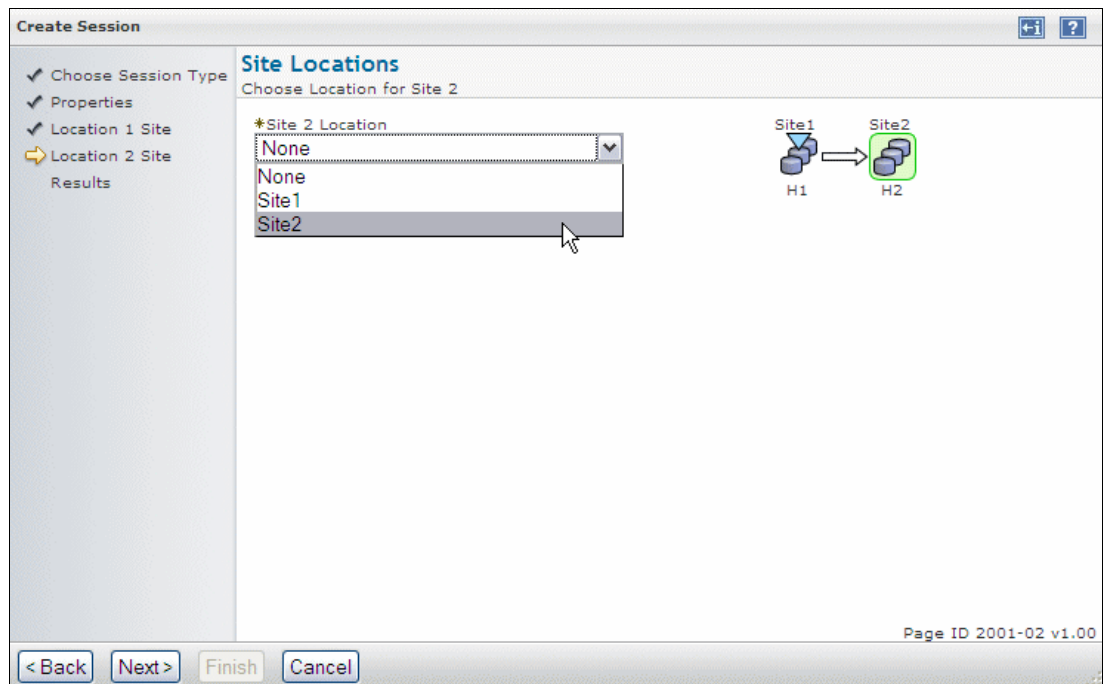 Create Session
Choose Session Type
Properties
Location 1 Site
Location 2 Site
Results
Site Locations
Choose Location for Site 2
*Site 2 Location
None
None
Site1
Site2
Site1 Site2
H1 H2
Page ID 2001-02 v1.00
< Back Next > Finish Cancel